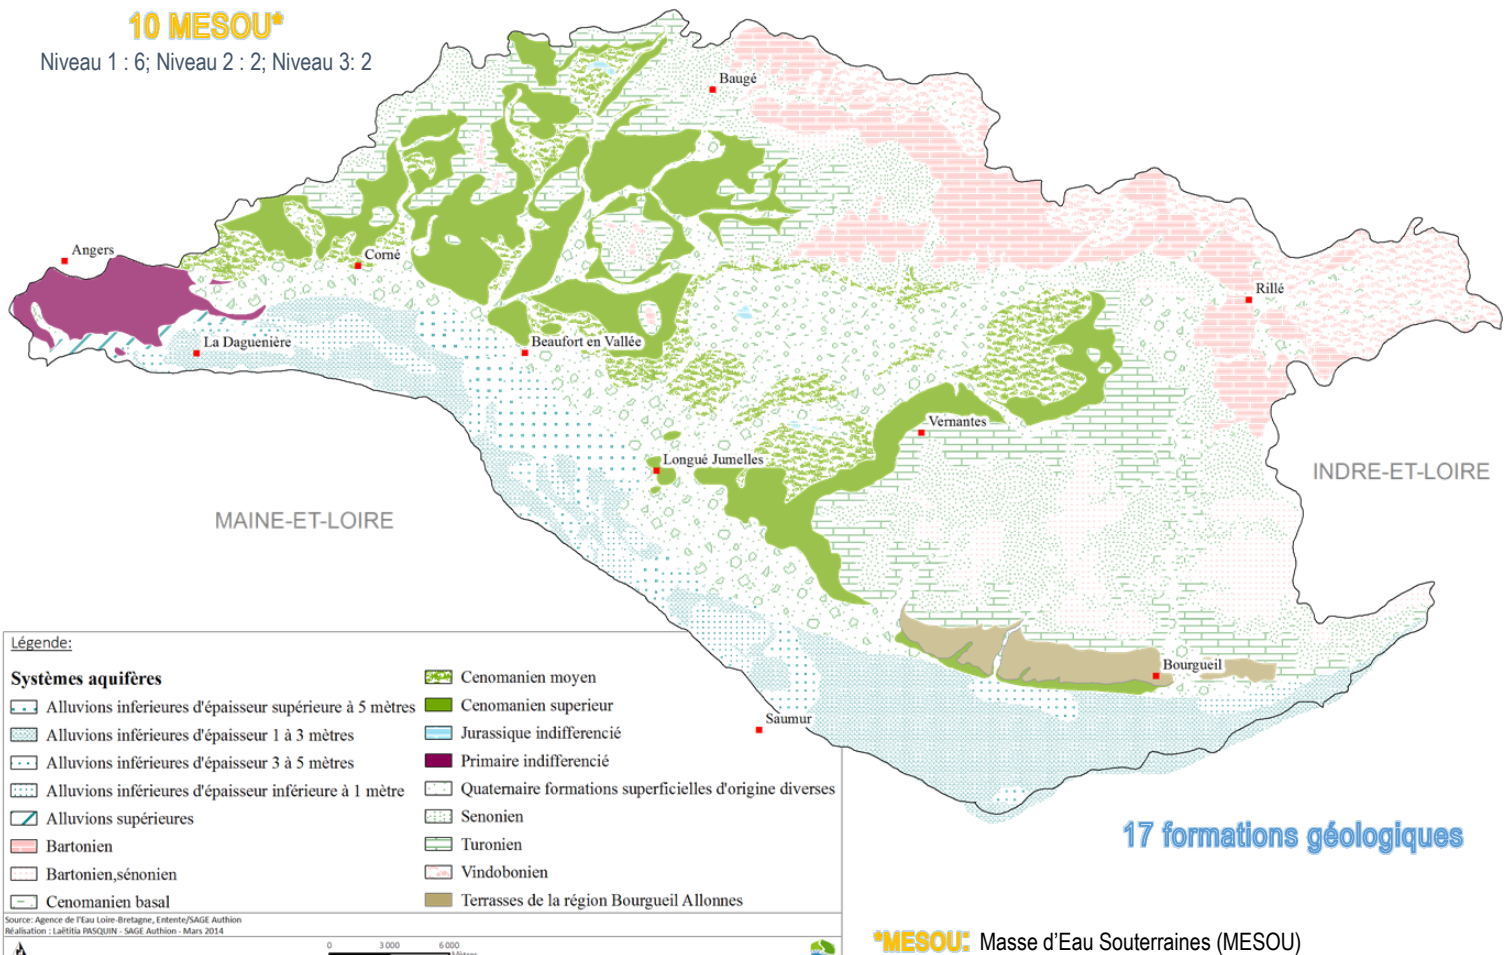 10 MESOU*
Niveau 1 : 6; Niveau 2 : 2; Niveau 3: 2
Baugé
Angers
Corné
Rillé
La Daguenière
Beaufort en Vallée
Vernantes
Longué Jumelles
INDRE-ET-LOIRE
MAINE-ET-LOIRE
Bourgueil
Saumur
Légende:
Systèmes aquifères
Alluvions inferieures d'épaisseur supérieure à 5 mètres
Alluvions inférieures d'épaisseur 1 à 3 mètres
Alluvions inférieures d'épaisseur 3 à 5 mètres
Alluvions inférieures d'épaisseur inférieure à 1 mètre
Alluvions supérieures
Bartonien
Bartonien,sénonien
Cenomanien basal
Cenomanien moyen
Cenomanien superieur
Jurassique indifferencié
Primaire indifferencié
Quaternaire formations superficielles d'origine diverses
Senonien
Turonien
Vindobonien
Terrasses de la région Bourgueil Allonnes
Source: Agence de l'Eau Loire-Bretagne, Entente/SAGE Authion
Réalisation : Laëtitia PASQUIN - SAGE Authion - Mars 2014
0 3 000 6 000
Mètres
17 formations géologiques
*MESOU: Masse d'Eau Souterraines (MESOU)